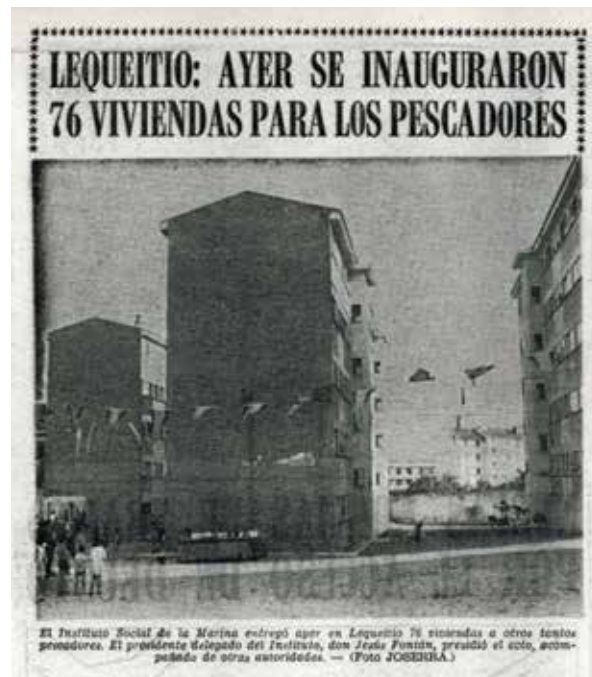 LEQUEITIO: AYER SE INAUGURARON
76 VIVIENDAS PARA LOS PESCADORES
El Instituto Social de la Marina entregó ayer en Lequeitio 76 viviendas a otros tantos
pescadores. El presidente delegado del Instituto, don Jesús Fontán, presidió el acto, acom-
pañado de otras autoridades. — (Foto JOSERRA.)